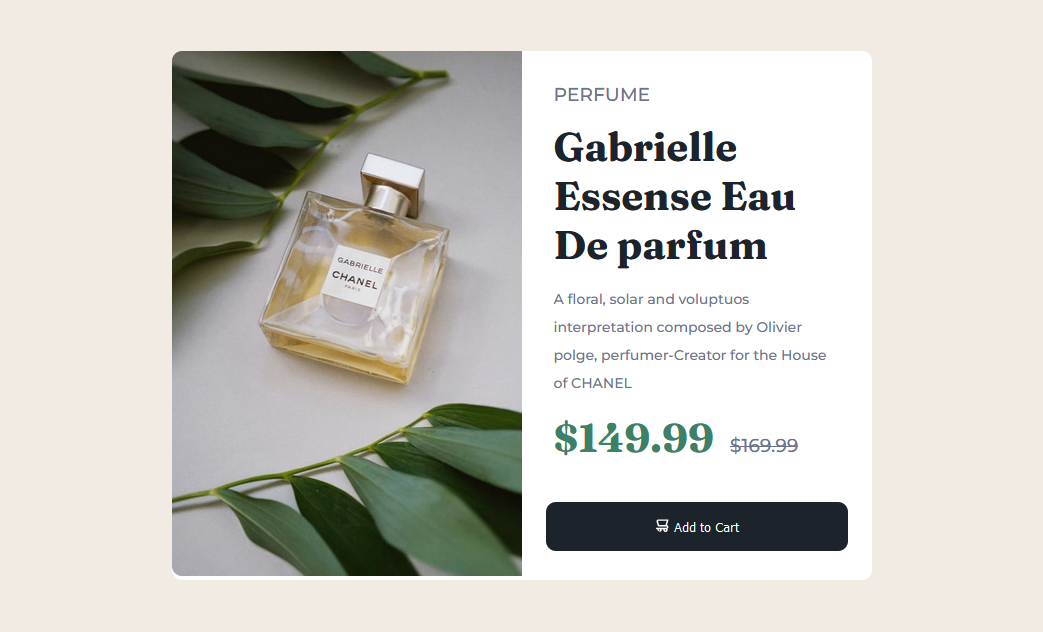 GABRIELLE
CHANEL
PARIS
PERFUME
Gabrielle
Essense Eau
De parfum
A floral, solar and voluptuos
interpretation composed by Olivier
polge, perfumer-Creator for the House
of CHANEL
$149.99 $169.99
Add to Cart